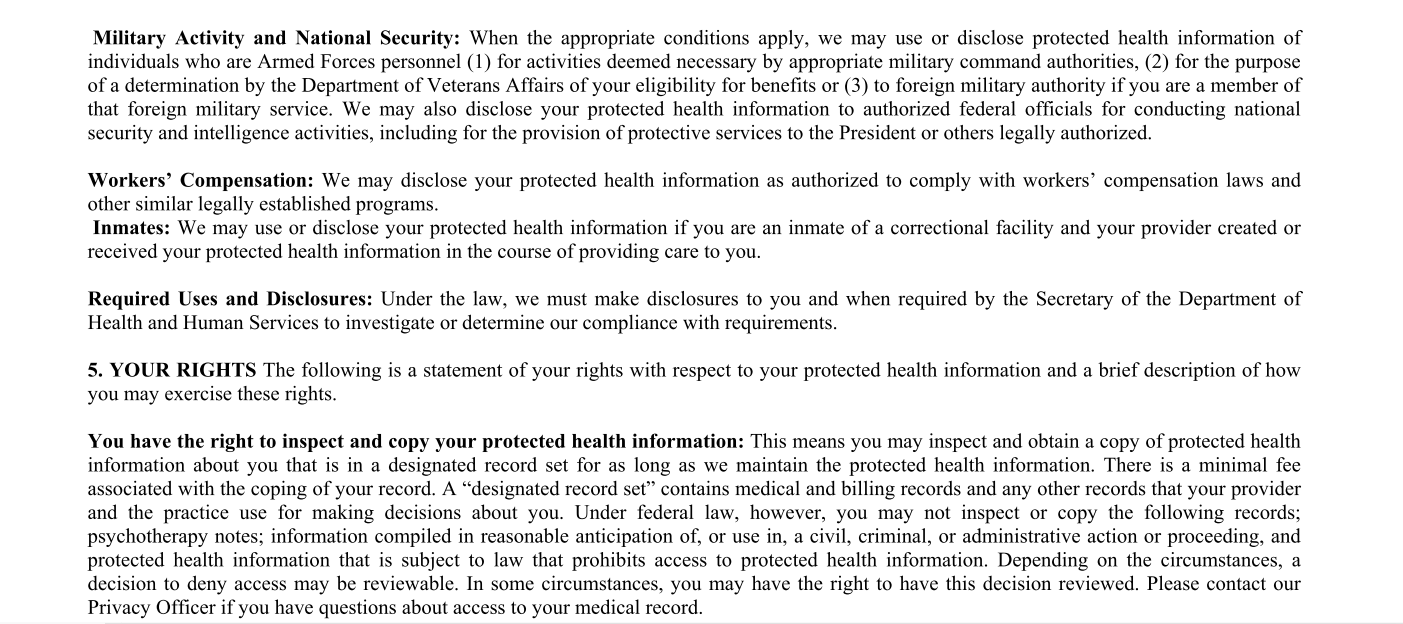 Military Activity and National Security: When the appropriate conditions apply, we may use or disclose protected health information of
individuals who are Armed Forces personnel (1) for activities deemed necessary by appropriate military command authorities, (2) for the purpose
of a determination by the Department of Veterans Affairs of your eligibility for benefits or (3) to foreign military authority if you are a member of
that foreign military service. We may also disclose your protected health information to authorized federal officials for conducting national
security and intelligence activities, including for the provision of protective services to the President or others legally authorized.
Workers’ Compensation: We may disclose your protected health information as authorized to comply with workers’ compensation laws and
other similar legally established programs.
Inmates: We may use or disclose your protected health information if you are an inmate of a correctional facility and your provider created or
received your protected health information in the course of providing care to you.
Required Uses and Disclosures: Under the law, we must make disclosures to you and when required by the Secretary of the Department of
Health and Human Services to investigate or determine our compliance with requirements.
5. YOUR RIGHTS The following is a statement of your rights with respect to your protected health information and a brief description of how
you may exercise these rights.
You have the right to inspect and copy your protected health information: This means you may inspect and obtain a copy of protected health
information about you that is in a designated record set for as long as we maintain the protected health information. There is a minimal fee
associated with the coping of your record. A “designated record set” contains medical and billing records and any other records that your provider
and the practice use for making decisions about you. Under federal law, however, you may not inspect or copy the following records;
psychotherapy notes; information compiled in reasonable anticipation of, or use in, a civil, criminal, or administrative action or proceeding, and
protected health information that is subject to law that prohibits access to protected health information. Depending on the circumstances, a
decision to deny access may be reviewable. In some circumstances, you may have the right to have this decision reviewed. Please contact our
Privacy Officer if you have questions about access to your medical record.